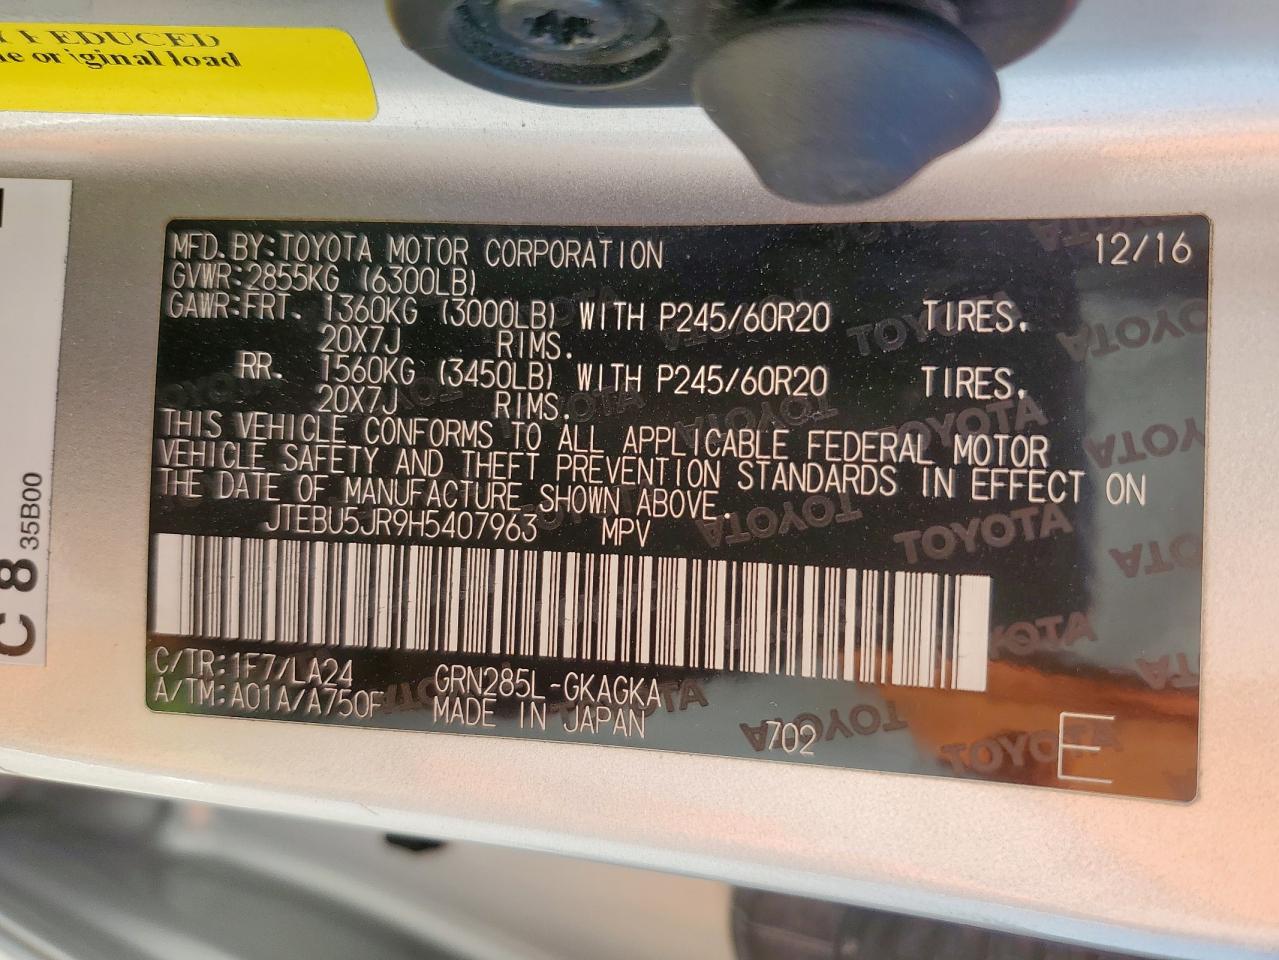 EDUCED
original load
C 8
35B00
MFD. BY: TOYOTA MOTOR CORPORATION 12/16
GVWR: 2855KG (6300LB)
GAWR: FRT. 1360KG (3000LB) WITH P245/60R20 TIRES.
20X7J RIMS.
RR. 1560KG (3450LB) WITH P245/60R20 TIRES.
20X7J RIMS.
THIS VEHICLE CONFORMS TO ALL APPLICABLE FEDERAL MOTOR
VEHICLE SAFETY AND THEFT PREVENTION STANDARDS IN EFFECT ON
THE DATE OF MANUFACTURE SHOWN ABOVE.
JTEBU5JR9H5407963 MPV
C/TR: 1F7/LA24 GRN285L-GKAGKA
A/TM: A01A/A750F MADE IN JAPAN 702 E